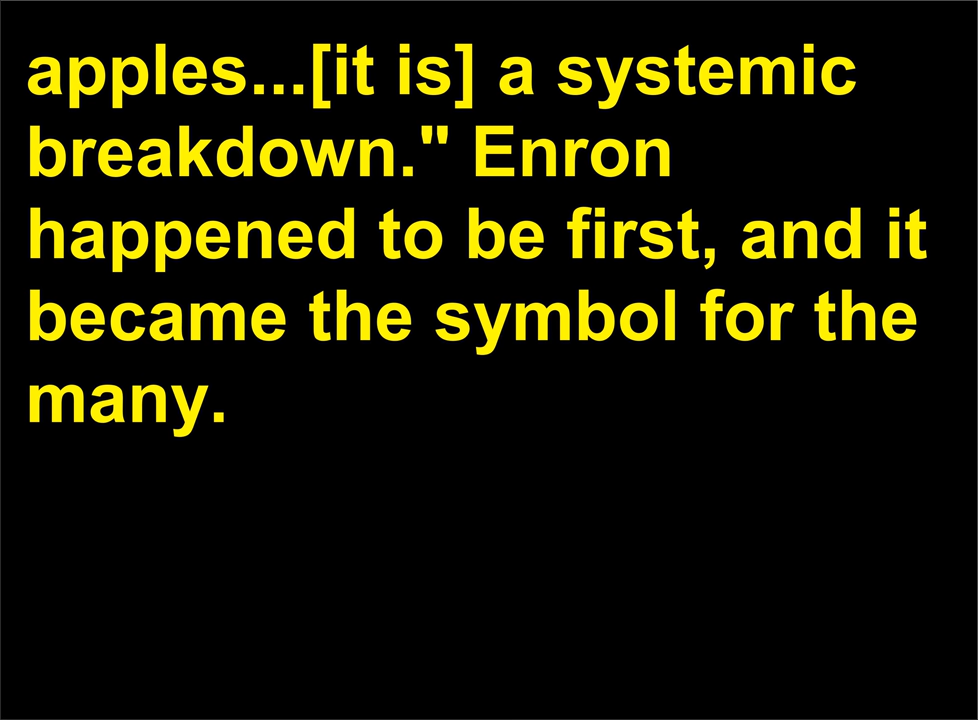 apples...[it is] a systemic
breakdown." Enron
happened to be first, and it
became the symbol for the
many.